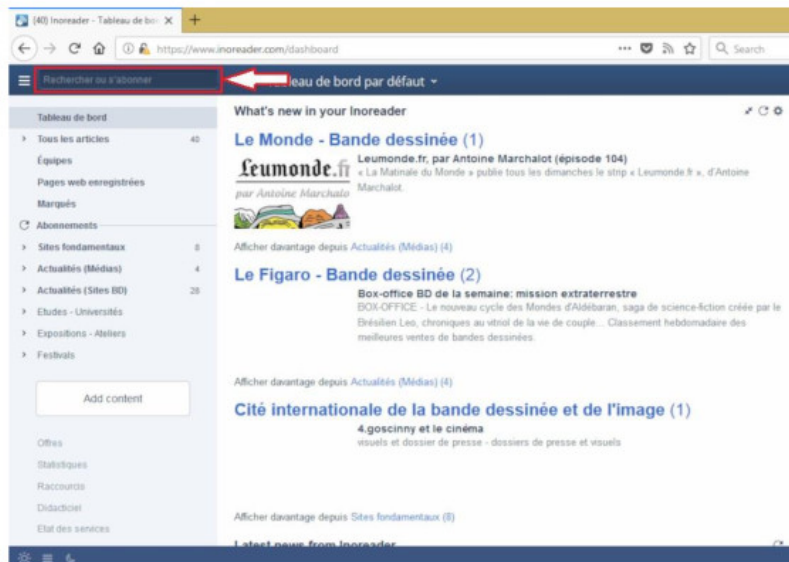 (40) Inoreader - Tableau de bor
https://www.inoreader.com/dashboard
Search
Rechercher ou s'abonner
Tableau de bord par défaut
Tableau de bord
Tous les articles 40
Équipes
Pages web enregistrées
Marqués
Abonnements
Sites fondamentaux 8
Actualités (Médias) 4
Actualités (Sites BD) 28
Etudes - Universités
Expositions - Ateliers
Festivals
Add content
Offres
Statistiques
Raccourcis
Didacticiel
Etat des services
What's new in your Inoreader
Le Monde - Bande dessinée (1)
Leumonde.fr
par Antoine Marchalo
Leumonde.fr, par Antoine Marchalot (épisode 104)
« La Matinale du Monde » publie tous les dimanches le strip « Leumonde.fr », d'Antoine
Marchalot.
Afficher davantage depuis Actualités (Médias) (4)
Le Figaro - Bande dessinée (2)
Box-office BD de la semaine: mission extraterrestre
BOX-OFFICE - Le nouveau cycle des Mondes d'Aldébaran, saga de science-fiction créée par le
Brésilien Leo, chroniques au vitriol de la vie de couple... Classement hebdomadaire des
meilleures ventes de bandes dessinées.
Afficher davantage depuis Actualités (Médias) (4)
Cité internationale de la bande dessinée et de l'image (1)
4.goscinny et le cinéma
visuels et dossier de presse - dossiers de presse et visuels
Afficher davantage depuis Sites fondamentaux (8)
Latest news from Inoreader